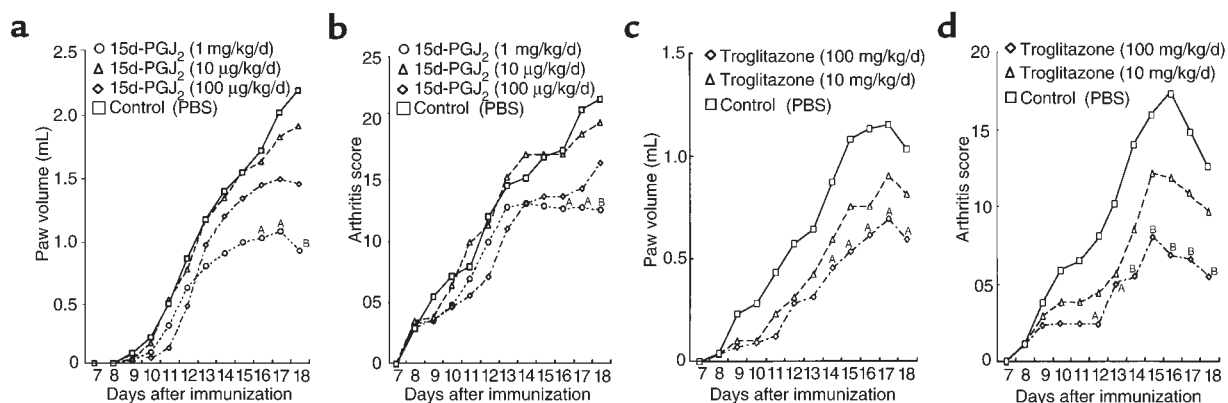 a
15d-PGJ2 (1 mg/kg/d)
15d-PGJ2 (10 µg/kg/d)
15d-PGJ2 (100 µg/kg/d)
Control (PBS)
Paw volume (mL)
2.5
2.0
1.5
1.0
0.5
0
A A B
7 8 9 10 11 12 13 14 15 16 17 18
Days after immunization
b
15d-PGJ2 (1 mg/kg/d)
15d-PGJ2 (10 µg/kg/d)
15d-PGJ2 (100 µg/kg/d)
Control (PBS)
Arthritis score
25
20
15
10
05
0
A A B
7 8 9 10 11 12 13 14 15 16 17 18
Days after immunization
c
Troglitazone (100 mg/kg/d)
Troglitazone (10 mg/kg/d)
Control (PBS)
Paw volume (mL)
1.5
1.0
0.5
0
A A A A A
7 8 9 10 11 12 13 14 15 16 17 18
Days after immunization
d
Troglitazone (100 mg/kg/d)
Troglitazone (10 mg/kg/d)
Control (PBS)
Arthritis score
20
15
10
05
0
A B B B B B B
7 8 9 10 11 12 13 14 15 16 17 18
Days after immunization